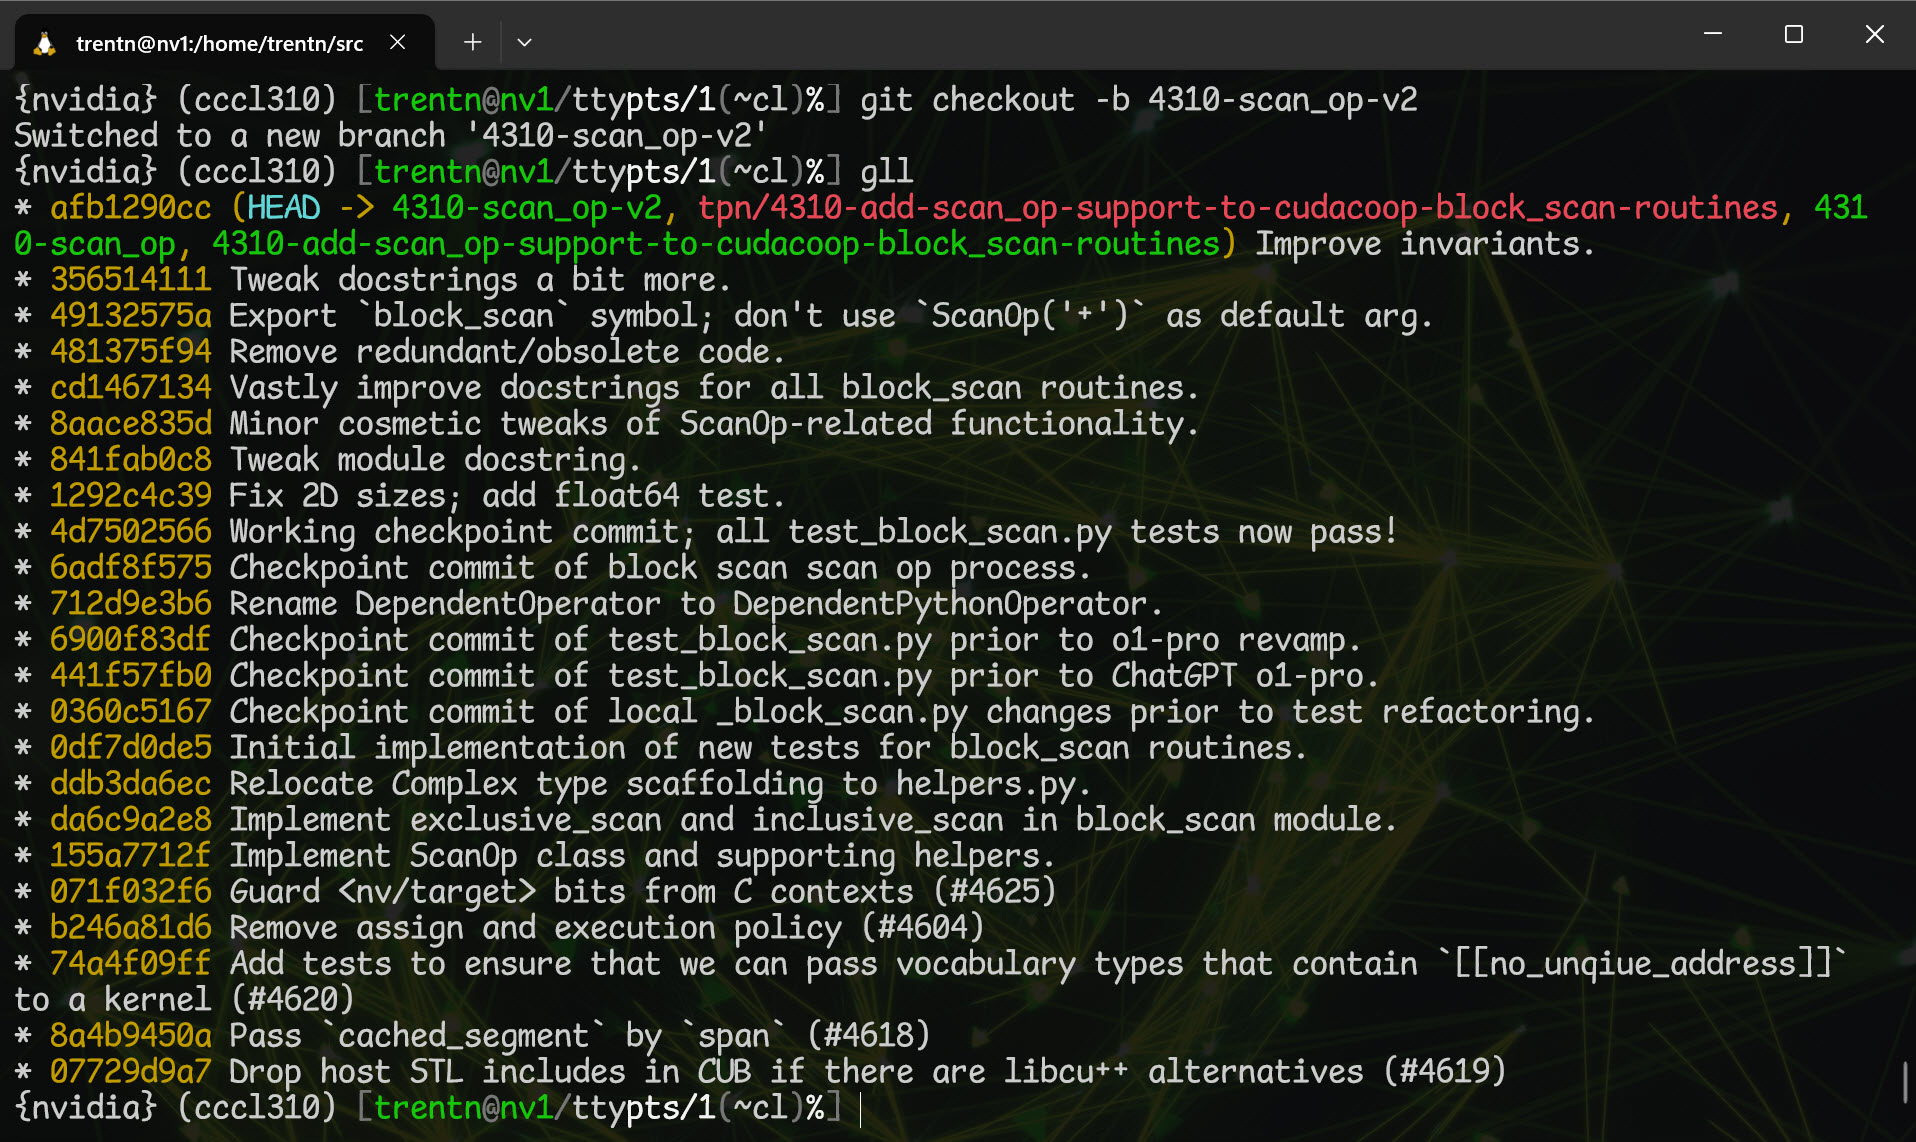 trentn@nv1:/home/trentn/src
{nvidia} (cccl310) [trentn@nv1/ttypts/1(~cl)%] git checkout -b 4310-scan_op-v2
Switched to a new branch '4310-scan_op-v2'
{nvidia} (cccl310) [trentn@nv1/ttypts/1(~cl)%] gll
* afb1290cc (HEAD -> 4310-scan_op-v2, tpn/4310-add-scan_op-support-to-cudacoop-block_scan-routines, 431
0-scan_op, 4310-add-scan_op-support-to-cudacoop-block_scan-routines) Improve invariants.
* 356514111 Tweak docstrings a bit more.
* 49132575a Export `block_scan` symbol; don't use `ScanOp('+')` as default arg.
* 481375f94 Remove redundant/obsolete code.
* cd1467134 Vastly improve docstrings for all block_scan routines.
* 8aace835d Minor cosmetic tweaks of ScanOp-related functionality.
* 841fab0c8 Tweak module docstring.
* 1292c4c39 Fix 2D sizes; add float64 test.
* 4d7502566 Working checkpoint commit; all test_block_scan.py tests now pass!
* 6adf8f575 Checkpoint commit of block scan scan op process.
* 712d9e3b6 Rename DependentOperator to DependentPythonOperator.
* 6900f83df Checkpoint commit of test_block_scan.py prior to o1-pro revamp.
* 441f57fb0 Checkpoint commit of test_block_scan.py prior to ChatGPT o1-pro.
* 0360c5167 Checkpoint commit of local _block_scan.py changes prior to test refactoring.
* 0df7d0de5 Initial implementation of new tests for block_scan routines.
* ddb3da6ec Relocate Complex type scaffolding to helpers.py.
* da6c9a2e8 Implement exclusive_scan and inclusive_scan in block_scan module.
* 155a7712f Implement ScanOp class and supporting helpers.
* 071f032f6 Guard <nv/target> bits from C contexts (#4625)
* b246a81d6 Remove assign and execution policy (#4604)
* 74a4f09ff Add tests to ensure that we can pass vocabulary types that contain `[[no_unqiue_address]]`
to a kernel (#4620)
* 8a4b9450a Pass `cached_segment` by `span` (#4618)
* 07729d9a7 Drop host STL includes in CUB if there are libcu++ alternatives (#4619)
{nvidia} (cccl310) [trentn@nv1/ttypts/1(~cl)%]